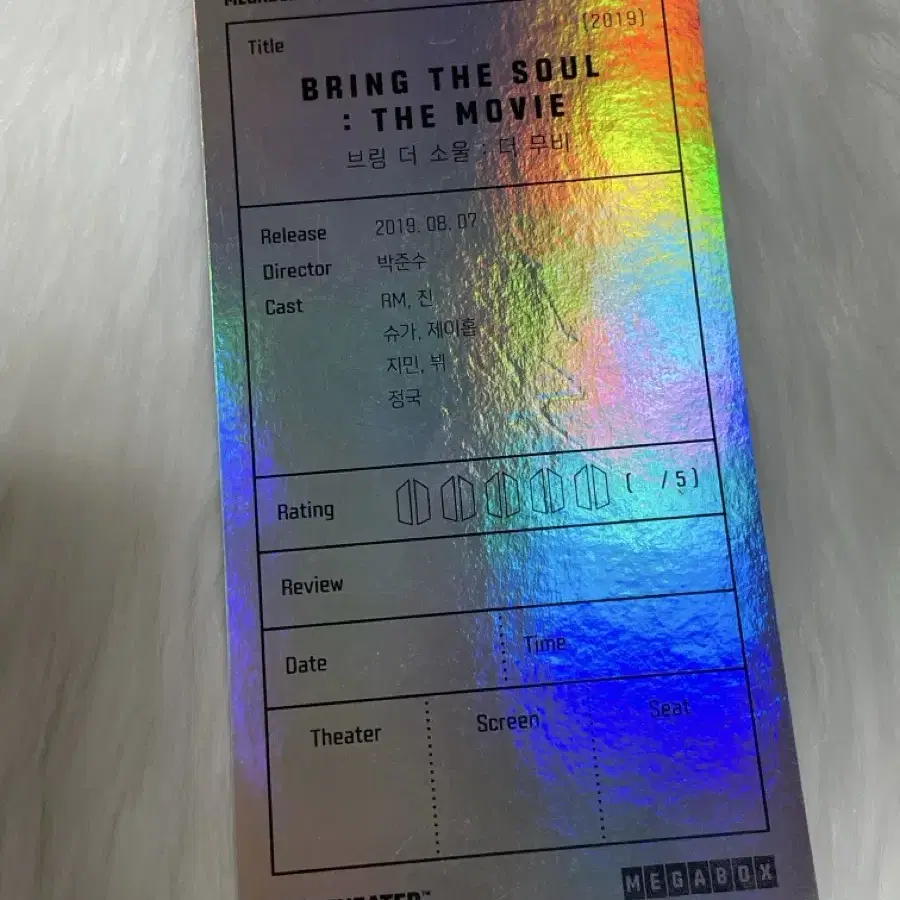 (2019)
Title
BRING THE SOUL
: THE MOVIE
브링 더 소울 : 더 무비
Release 2019. 08. 07
Director 박준수
Cast RM, 진
슈가, 제이홉
지민, 뷔
정국
Rating ( /5)
Review
Date Time
Theater Screen Seat
MEGABOX